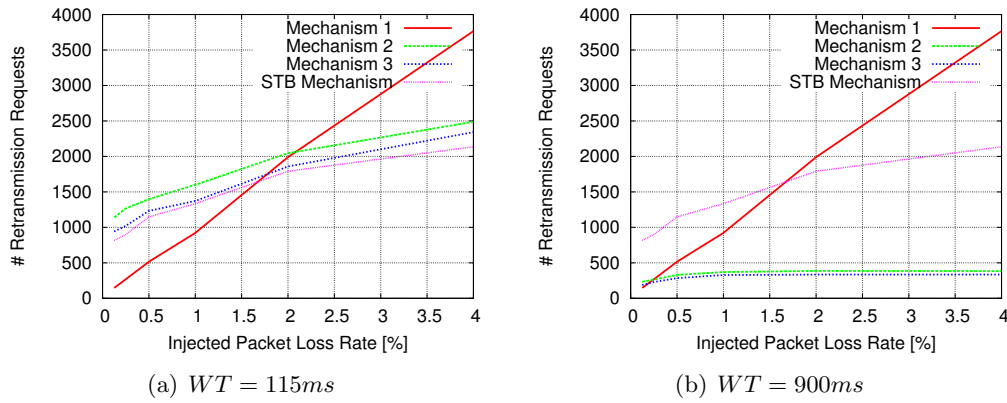 4000
3500
3000
2500
2000
1500
1000
500
0
# Retransmission Requests
Mechanism 1
Mechanism 2
Mechanism 3
STB Mechanism
0 0.5 1 1.5 2 2.5 3 3.5 4
Injected Packet Loss Rate [%]
(a) WT = 115ms
4000
3500
3000
2500
2000
1500
1000
500
0
# Retransmission Requests
Mechanism 1
Mechanism 2
Mechanism 3
STB Mechanism
0 0.5 1 1.5 2 2.5 3 3.5 4
Injected Packet Loss Rate [%]
(b) WT = 900ms